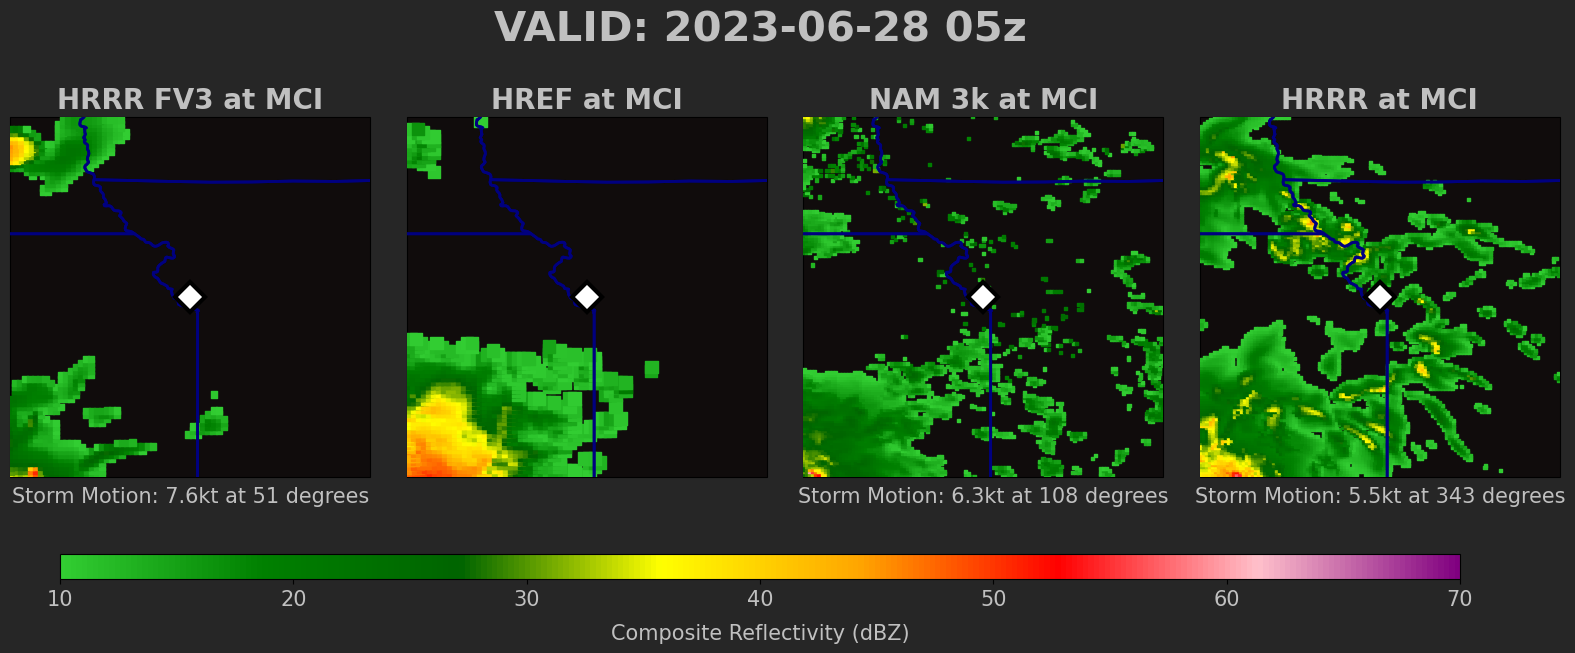 VALID: 2023-06-28 05z
HRRR FV3 at MCI
HREF at MCI
NAM 3k at MCI
HRRR at MCI
Storm Motion: 7.6kt at 51 degrees
Storm Motion: 6.3kt at 108 degrees
Storm Motion: 5.5kt at 343 degrees
10 20 30 40 50 60 70
Composite Reflectivity (dBZ)